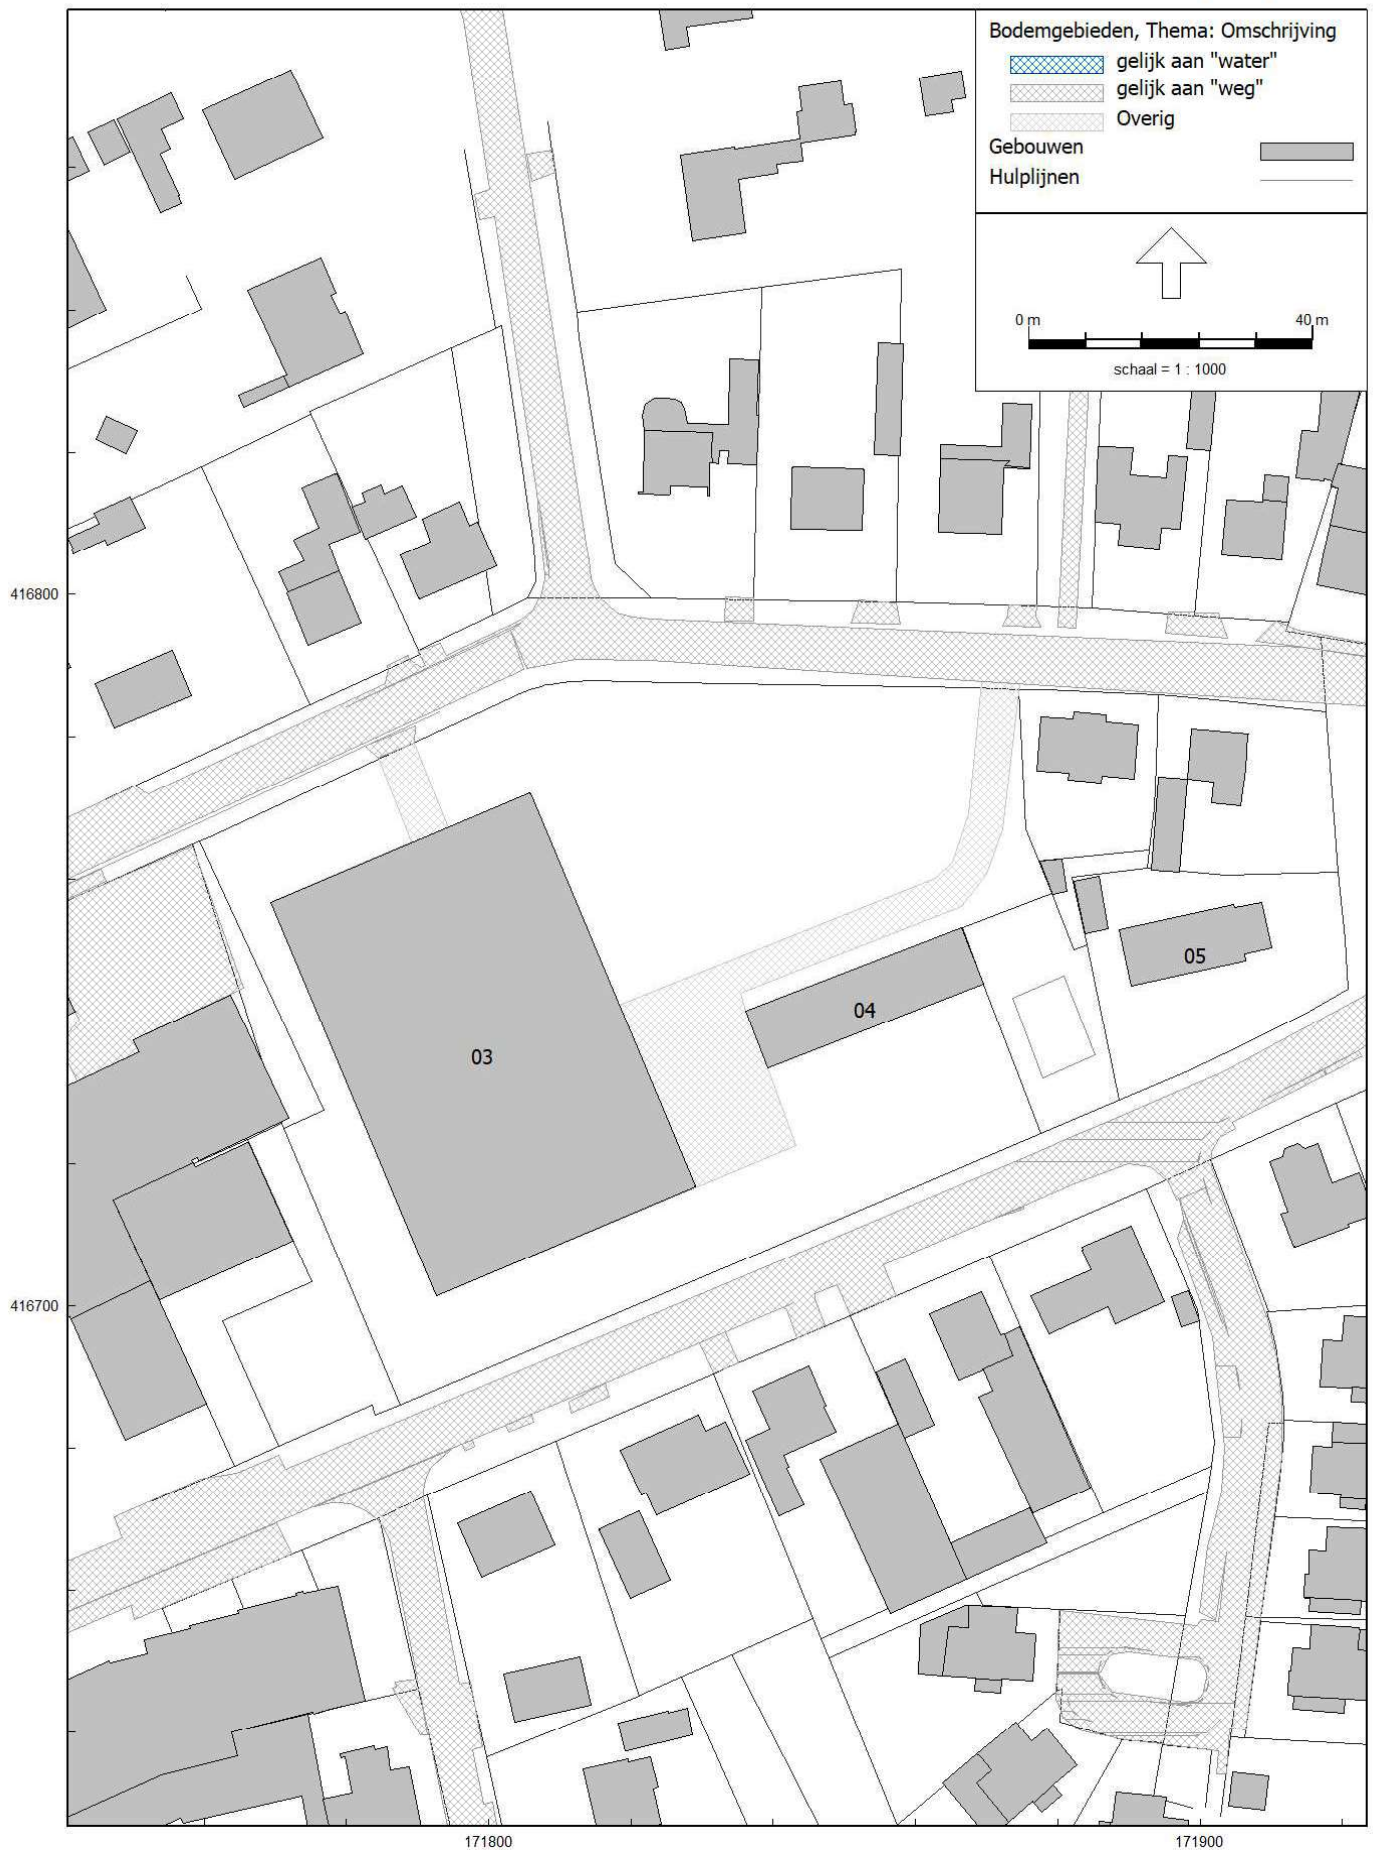 Bodemgebieden, Thema: Omschrijving
gelijk aan "water"
gelijk aan "weg"
Overig
Gebouwen
Hulplijnen
0 m 40 m
schaal = 1 : 1000
416800
05
04
03
416700
171800 171900